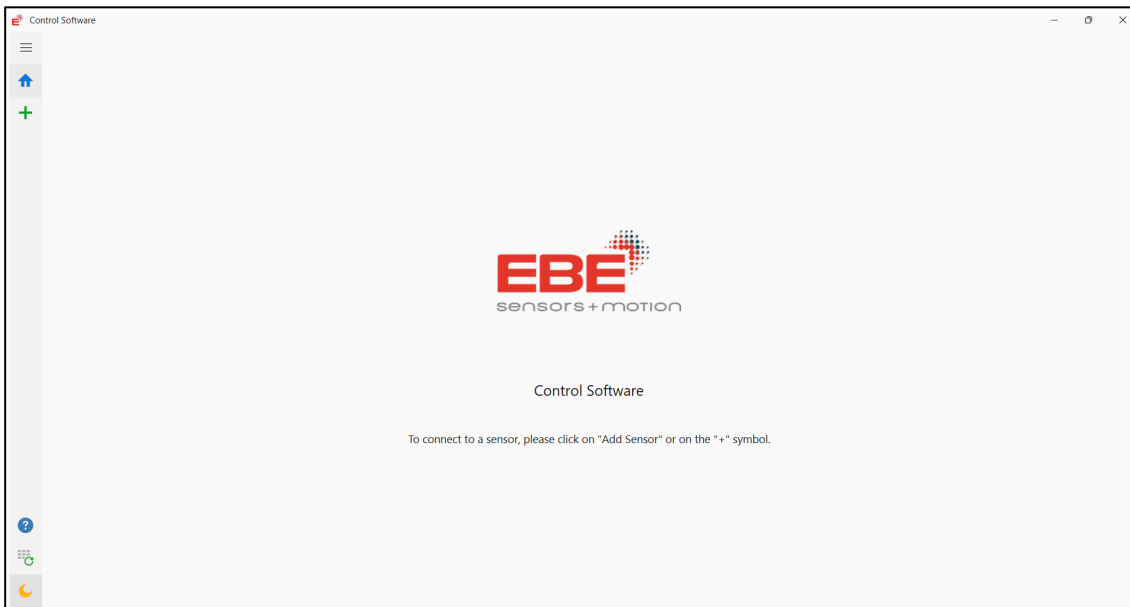 Control Software
EBE
sensors+motion
Control Software
To connect to a sensor, please click on "Add Sensor" or on the "+" symbol.